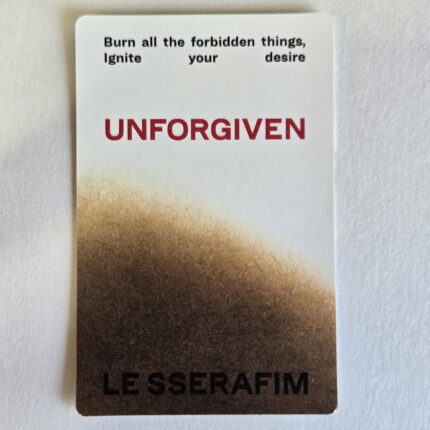 Burn all the forbidden things,
Ignite your desire
UNFORGIVEN
LE SSERAFIM